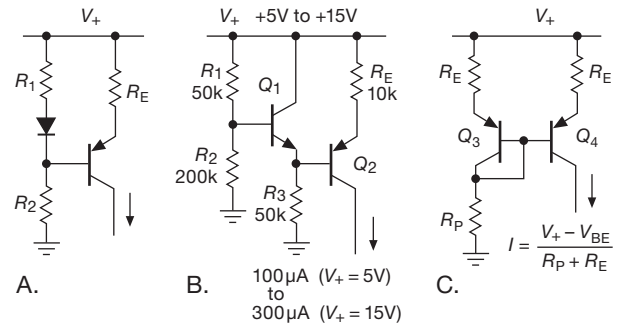 V+
R1
RE
R2
A.
V+ +5V to +15V
R1
50k
Q1
RE
10k
R2
200k
Q2
R3
50k
B.
100µA (V+ = 5V)
to
300µA (V+ = 15V)
V+
RE
RE
Q3
Q4
RP
I = V+ – VBE
RP + RE
C.